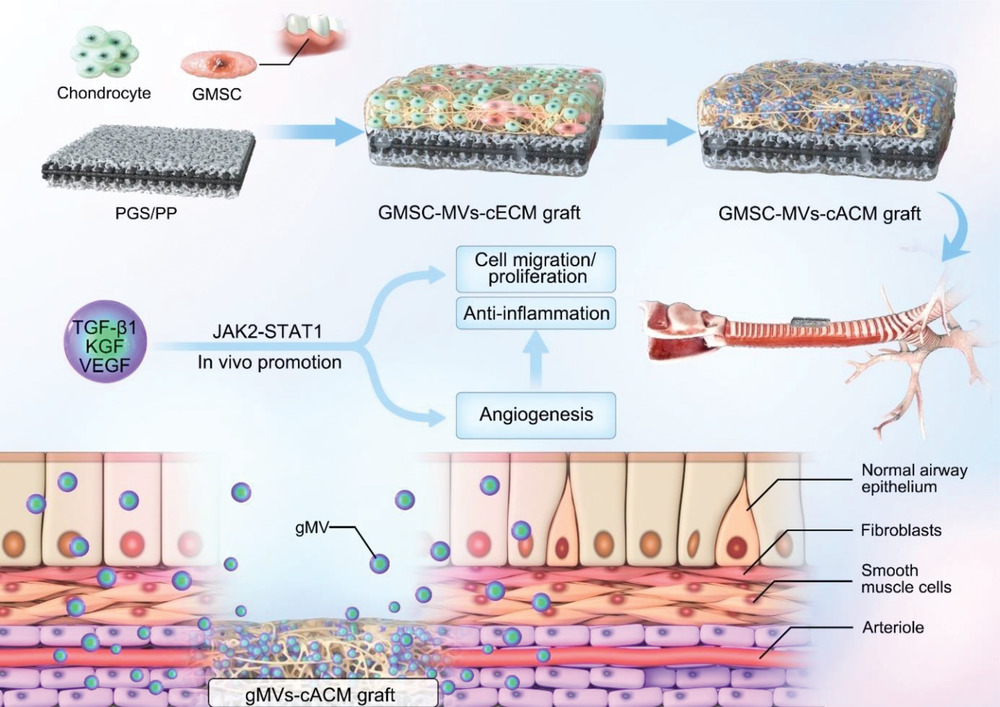 Chondrocyte
GMSC
PGS/PP
GMSC-MVs-cECM graft
GMSC-MVs-cACM graft
TGF-β1
KGF
VEGF
JAK2-STAT1
In vivo promotion
Cell migration/
proliferation
Anti-inflammation
Angiogenesis
gMV
Normal airway
epithelium
Fibroblasts
Smooth
muscle cells
Arteriole
gMVs-cACM graft